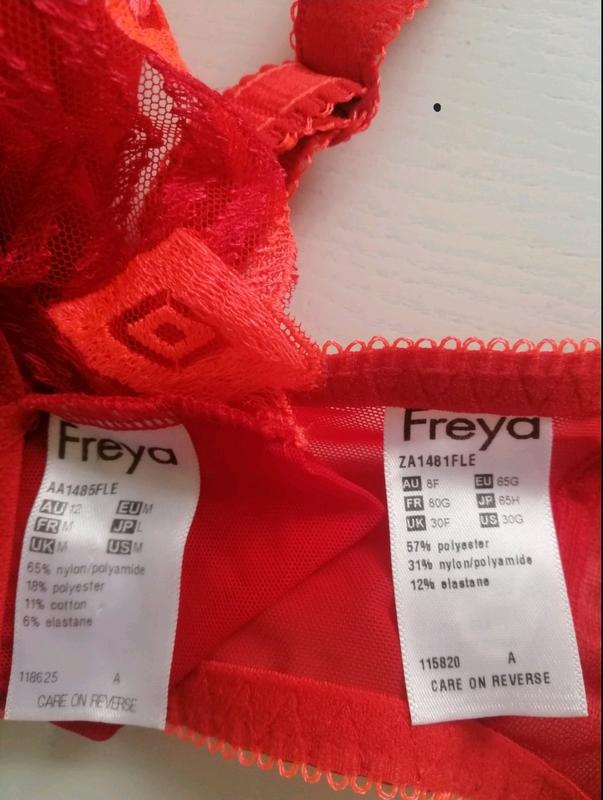 Freya
AA1485FLE
AU 12 EU M
FR M JP L
UK M US M
65% nylon/polyamide
18% polyester
11% cotton
6% elastane
118625 A
CARE ON REVERSE
Freya
ZA1481FLE
AU 8F EU 65G
FR 80G JP 65H
UK 30F US 30G
57% polyester
31% nylon/polyamide
12% elastane
115820 A
CARE ON REVERSE